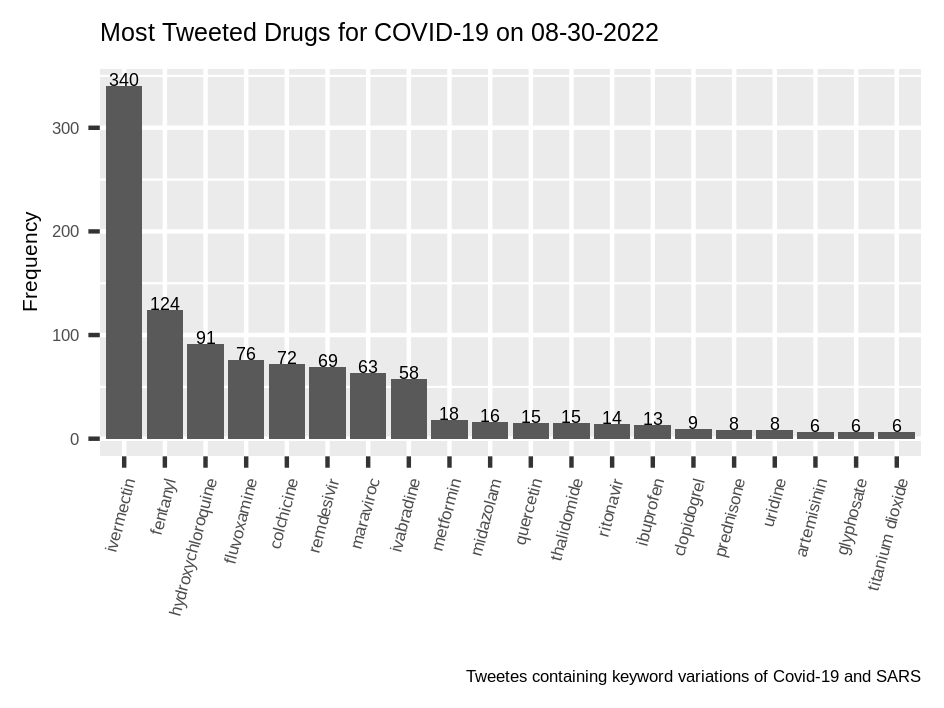 Most Tweeted Drugs for COVID-19 on 08-30-2022
Frequency
300
200
100
0
340
124
91
76
72
69
63
58
18
16
15
15
14
13
9
8
8
6
6
6
ivermectin
fentanyl
hydroxychloroquine
fluvoxamine
colchicine
remdesivir
maraviroc
ivabradine
metformin
midazolam
quercetin
thalidomide
ritonavir
ibuprofen
clopidogrel
prednisone
uridine
artemisinin
glyphosate
titanium dioxide
Tweetes containing keyword variations of Covid-19 and SARS